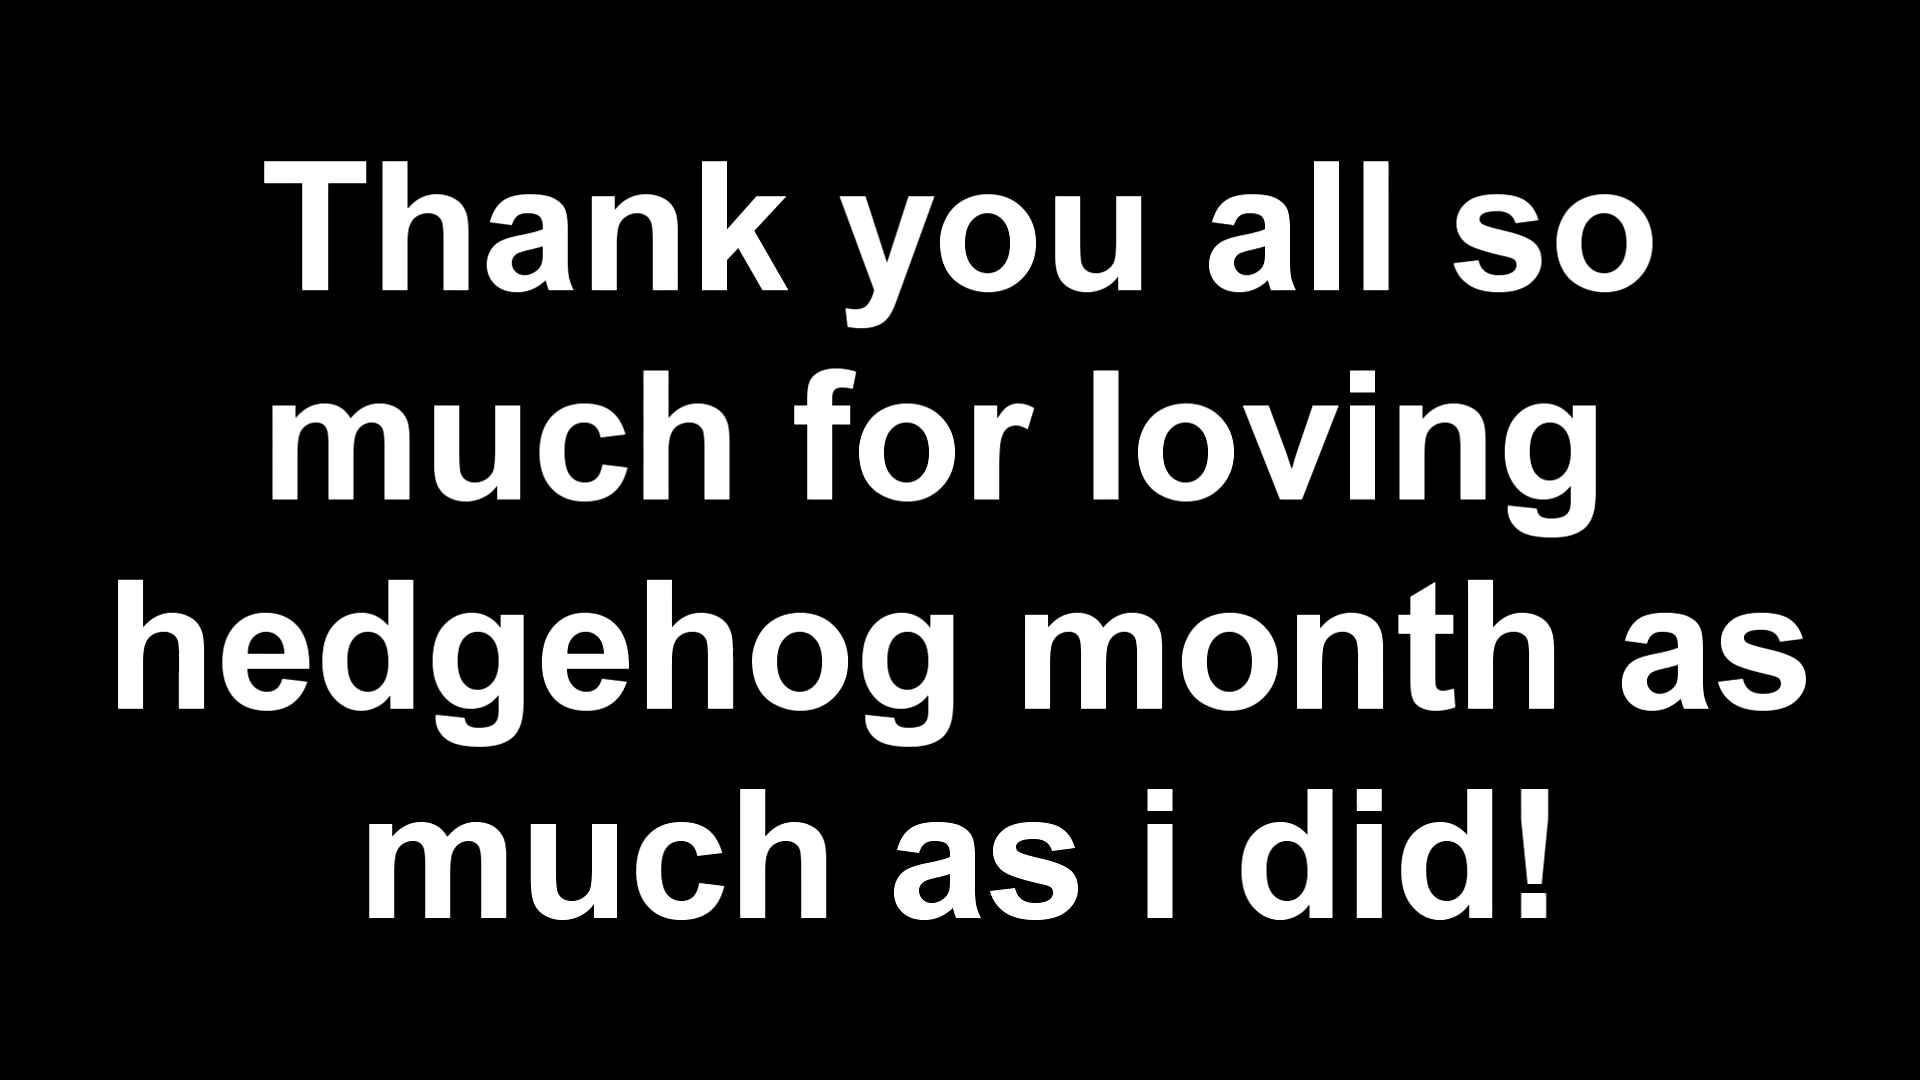 Thank you all so
much for loving
hedgehog month as
much as i did!